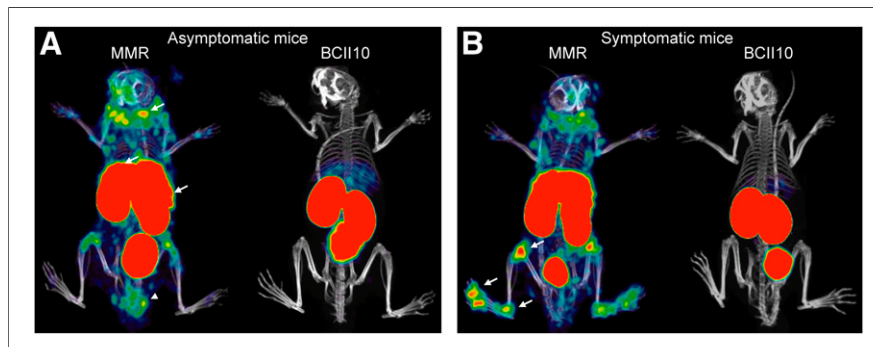 A
Asymptomatic mice
MMR
BCII10
B
Symptomatic mice
MMR
BCII10